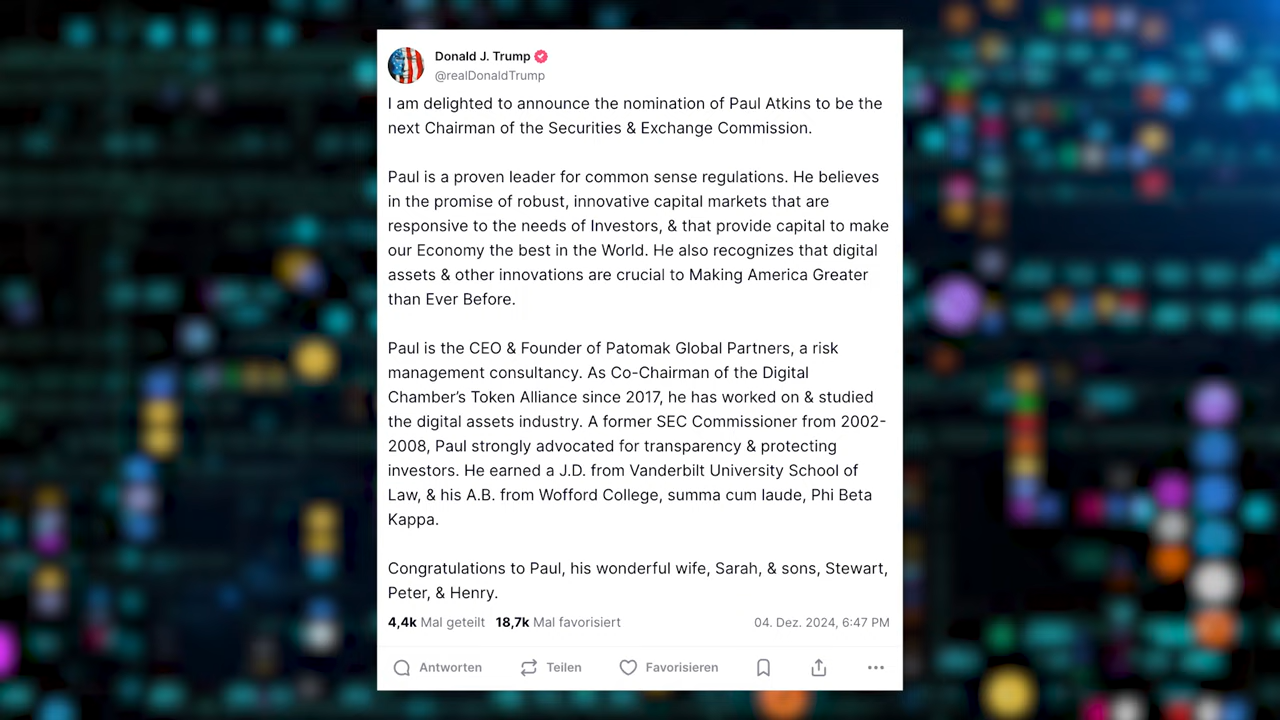 Donald J. Trump
@realDonaldTrump
I am delighted to announce the nomination of Paul Atkins to be the
next Chairman of the Securities & Exchange Commission.
Paul is a proven leader for common sense regulations. He believes
in the promise of robust, innovative capital markets that are
responsive to the needs of Investors, & that provide capital to make
our Economy the best in the World. He also recognizes that digital
assets & other innovations are crucial to Making America Greater
than Ever Before.
Paul is the CEO & Founder of Patomak Global Partners, a risk
management consultancy. As Co-Chairman of the Digital
Chamber’s Token Alliance since 2017, he has worked on & studied
the digital assets industry. A former SEC Commissioner from 2002-
2008, Paul strongly advocated for transparency & protecting
investors. He earned a J.D. from Vanderbilt University School of
Law, & his A.B. from Wofford College, summa cum laude, Phi Beta
Kappa.
Congratulations to Paul, his wonderful wife, Sarah, & sons, Stewart,
Peter, & Henry.
4,4k Mal geteilt 18,7k Mal favorisiert 04. Dez. 2024, 6:47 PM
Antworten Teilen Favorisieren